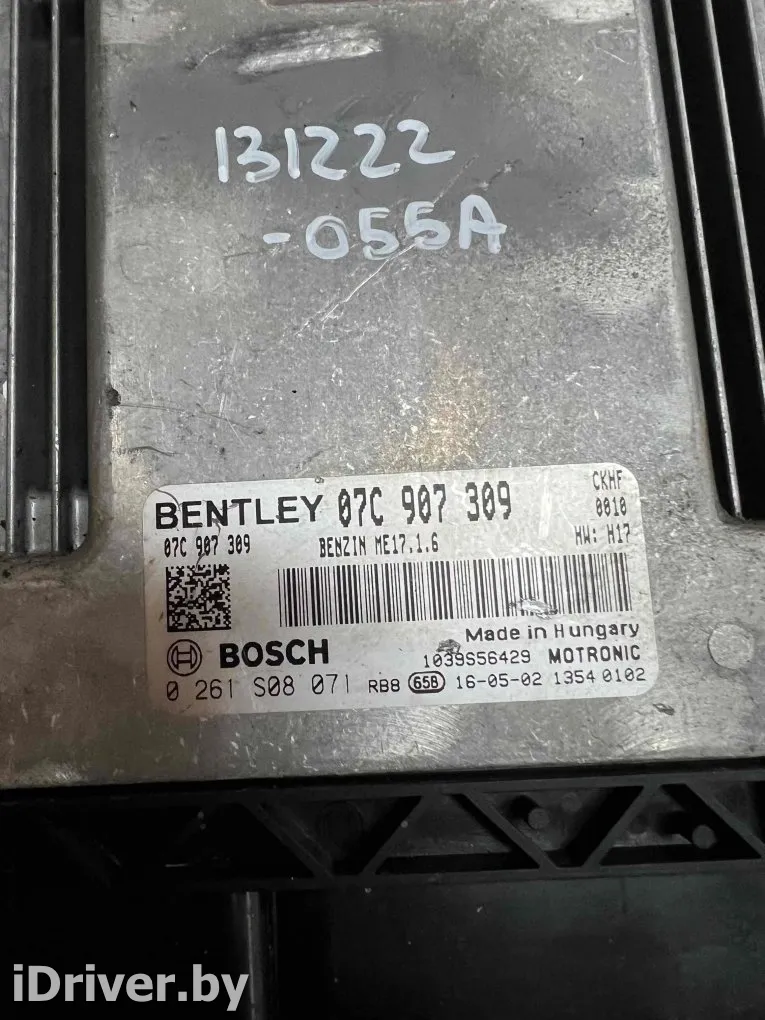 131222
-055A
BENTLEY 07C 907 309
CKHF
0010
07C 907 309 BENZIN ME17.1.6 HW: H17
Made in Hungary
BOSCH 1039S56429 MOTRONIC
0 261 S08 071 RB8 65B 16-05-02 1354 0102
iDriver.by